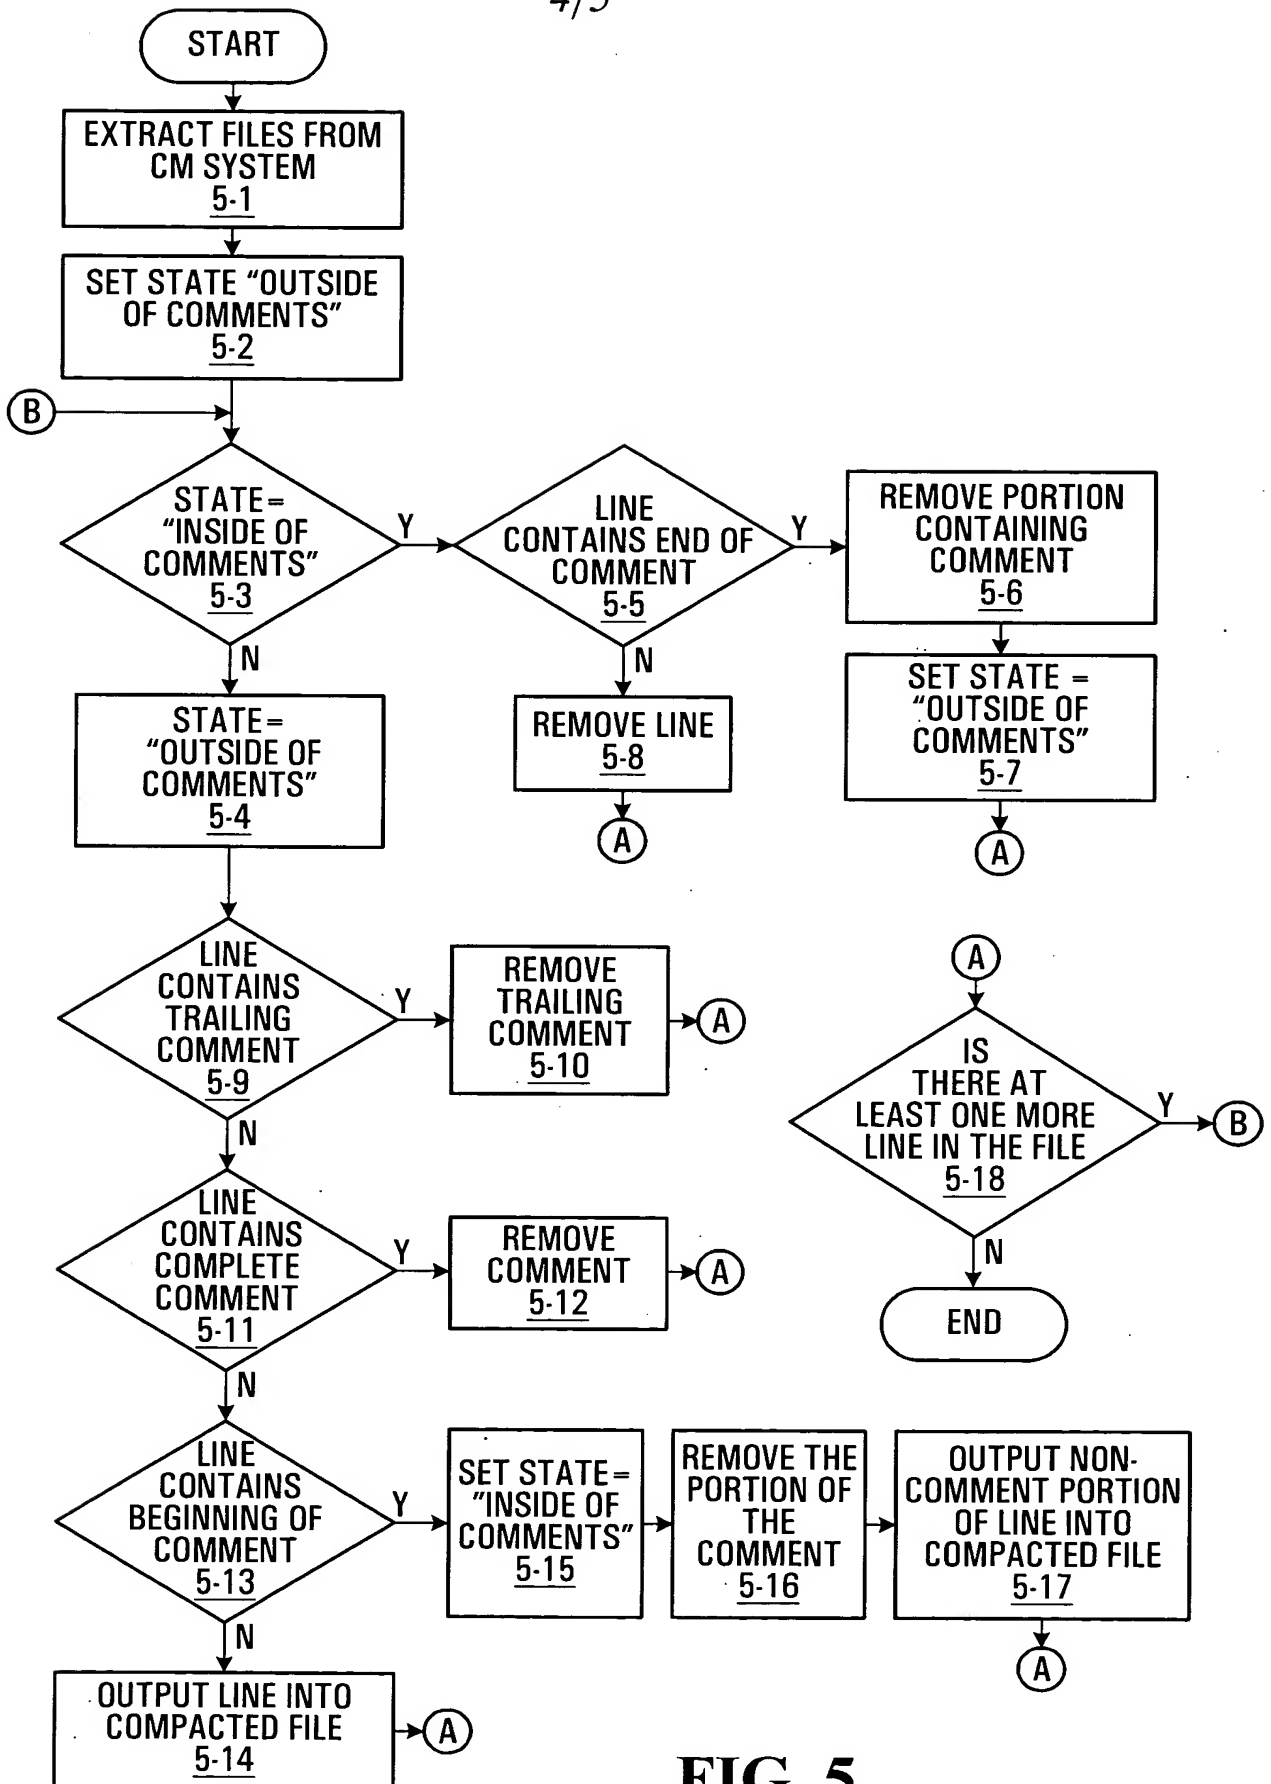 4/5
START
EXTRACT FILES FROM
CM SYSTEM
5-1
SET STATE "OUTSIDE
OF COMMENTS"
5-2
B
STATE=
"INSIDE OF
COMMENTS"
5-3
Y
N
LINE
CONTAINS END OF
COMMENT
5-5
Y
N
REMOVE PORTION
CONTAINING
COMMENT
5-6
SET STATE =
"OUTSIDE OF
COMMENTS"
5-7
A
REMOVE LINE
5-8
A
STATE=
"OUTSIDE OF
COMMENTS"
5-4
LINE
CONTAINS
TRAILING
COMMENT
5-9
Y
N
REMOVE
TRAILING
COMMENT
5-10
A
A
IS
THERE AT
LEAST ONE MORE
LINE IN THE FILE
5-18
Y
B
N
END
LINE
CONTAINS
COMPLETE
COMMENT
5-11
Y
N
REMOVE
COMMENT
5-12
A
LINE
CONTAINS
BEGINNING OF
COMMENT
5-13
Y
N
SET STATE=
"INSIDE OF
COMMENTS"
5-15
REMOVE THE
PORTION OF
THE
COMMENT
5-16
OUTPUT NON-
COMMENT PORTION
OF LINE INTO
COMPACTED FILE
5-17
A
OUTPUT LINE INTO
COMPACTED FILE
5-14
A
FIG. 5